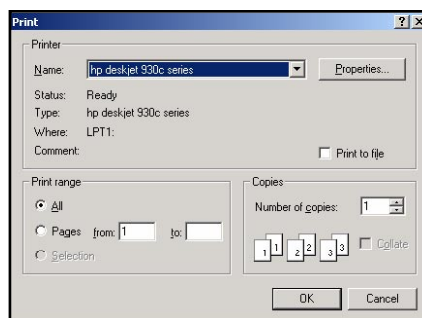 Print
Printer
Name: hp deskjet 930c series Properties...
Status: Ready
Type: hp deskjet 930c series
Where: LPT1:
Comment: Print to file
Print range
All
Pages from: 1 to:
Selection
Copies
Number of copies: 1
1 1 2 2 3 3 Collate
OK Cancel